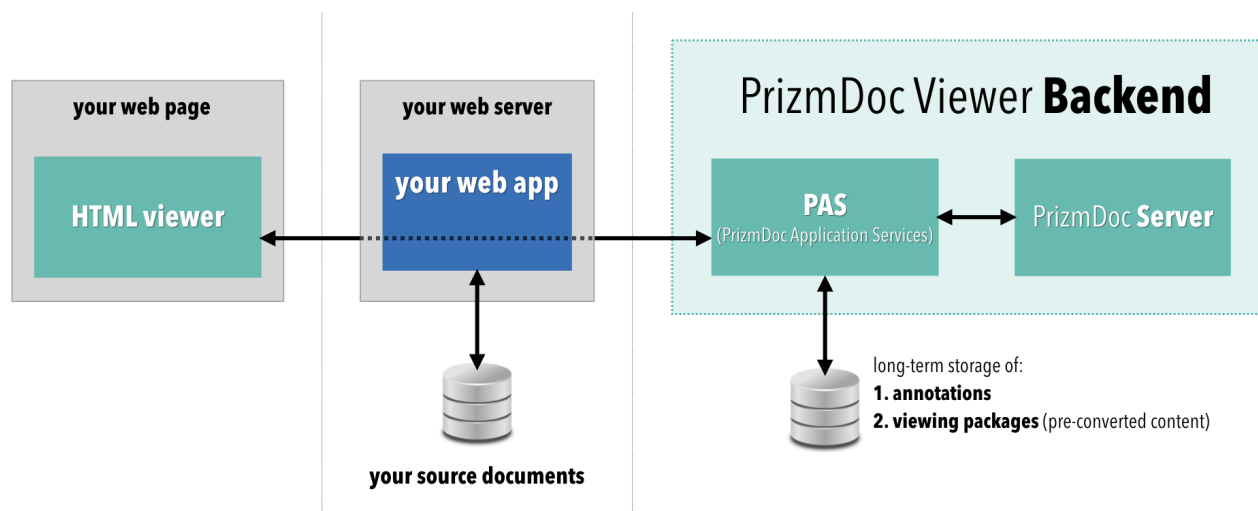 your web page
HTML viewer
your web server
your web app
your source documents
PrizmDoc Viewer Backend
PAS
(PrizmDoc Application Services)
PrizmDoc Server
long-term storage of:
1. annotations
2. viewing packages (pre-converted content)